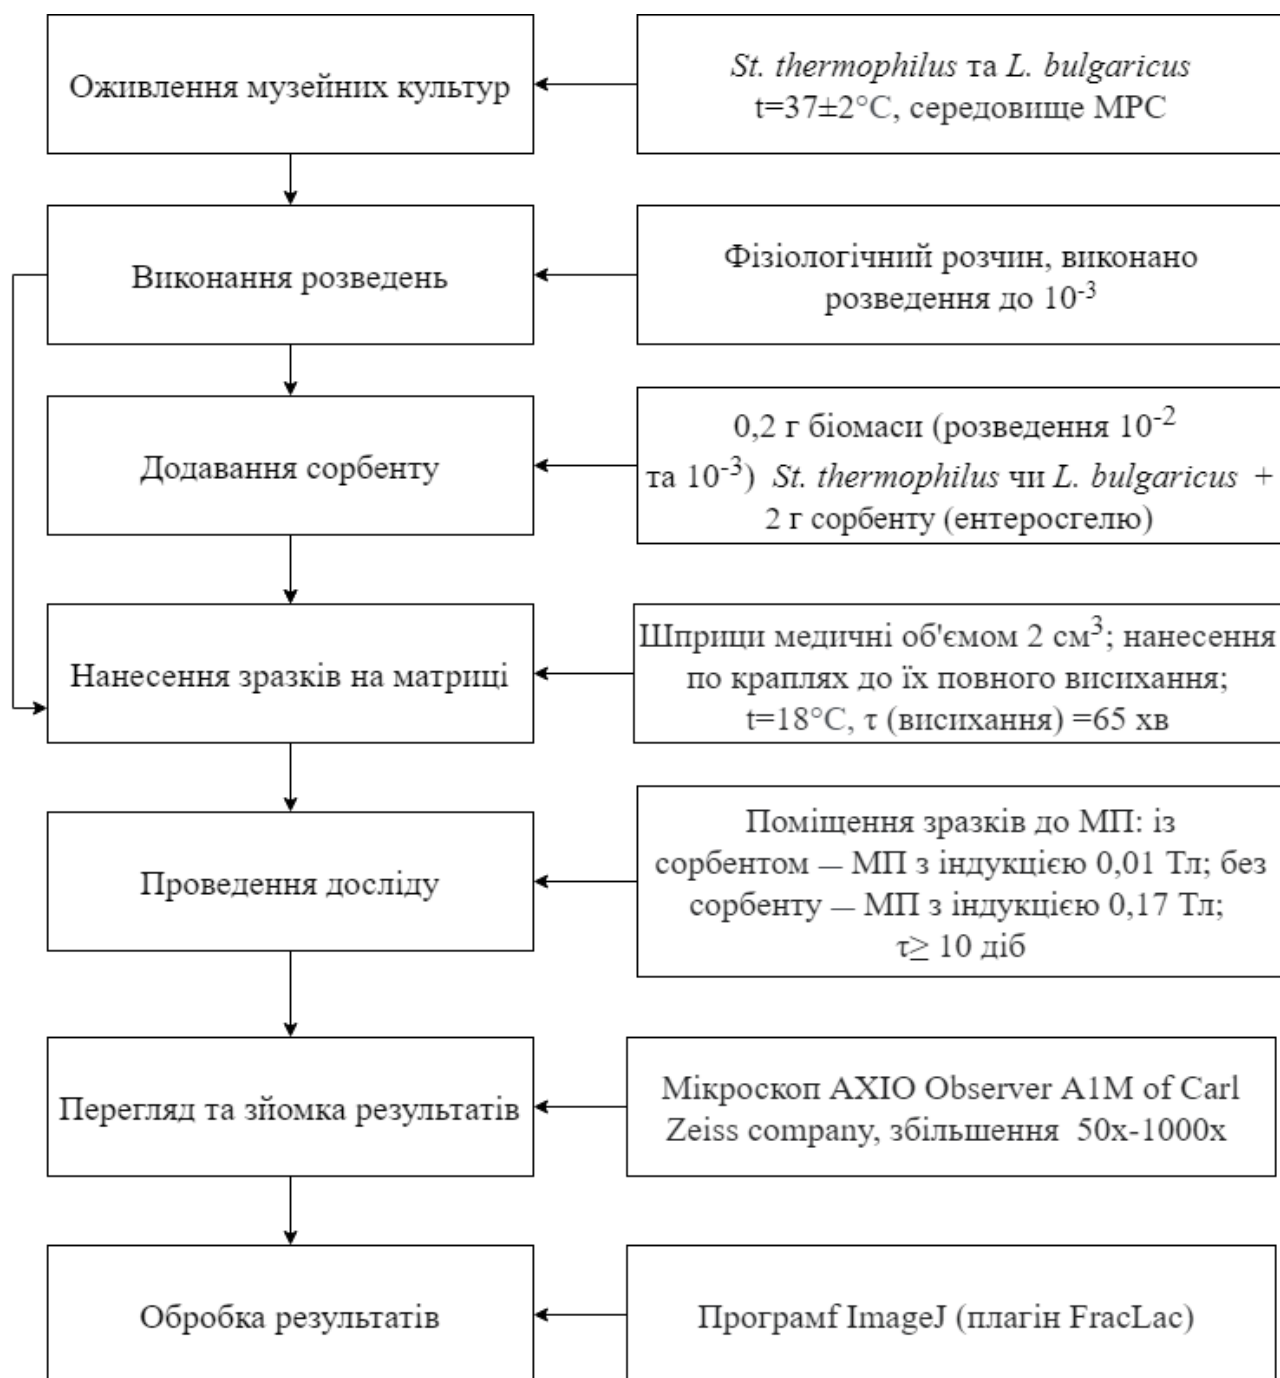 Оживлення музейних культур
St. thermophilus та L. bulgaricus
t=37±2°C, середовище МРС
Виконання розведень
Фізіологічний розчин, виконано
розведення до 10⁻³
Додавання сорбенту
0,2 г біомаси (розведення 10⁻²
та 10⁻³) St. thermophilus чи L. bulgaricus +
2 г сорбенту (ентеросгелю)
Нанесення зразків на матриці
Шприци медичні об'ємом 2 см³; нанесення
по краплях до їх повного висихання;
t=18°C, τ (висихання) =65 хв
Проведення досліду
Поміщення зразків до МП: із
сорбентом — МП з індукцією 0,01 Тл; без
сорбенту — МП з індукцією 0,17 Тл;
τ≥ 10 діб
Перегляд та зйомка результатів
Мікроскоп AXIO Observer A1M of Carl
Zeiss company, збільшення 50x-1000x
Обробка результатів
Програмf ImageJ (плагін FracLac)